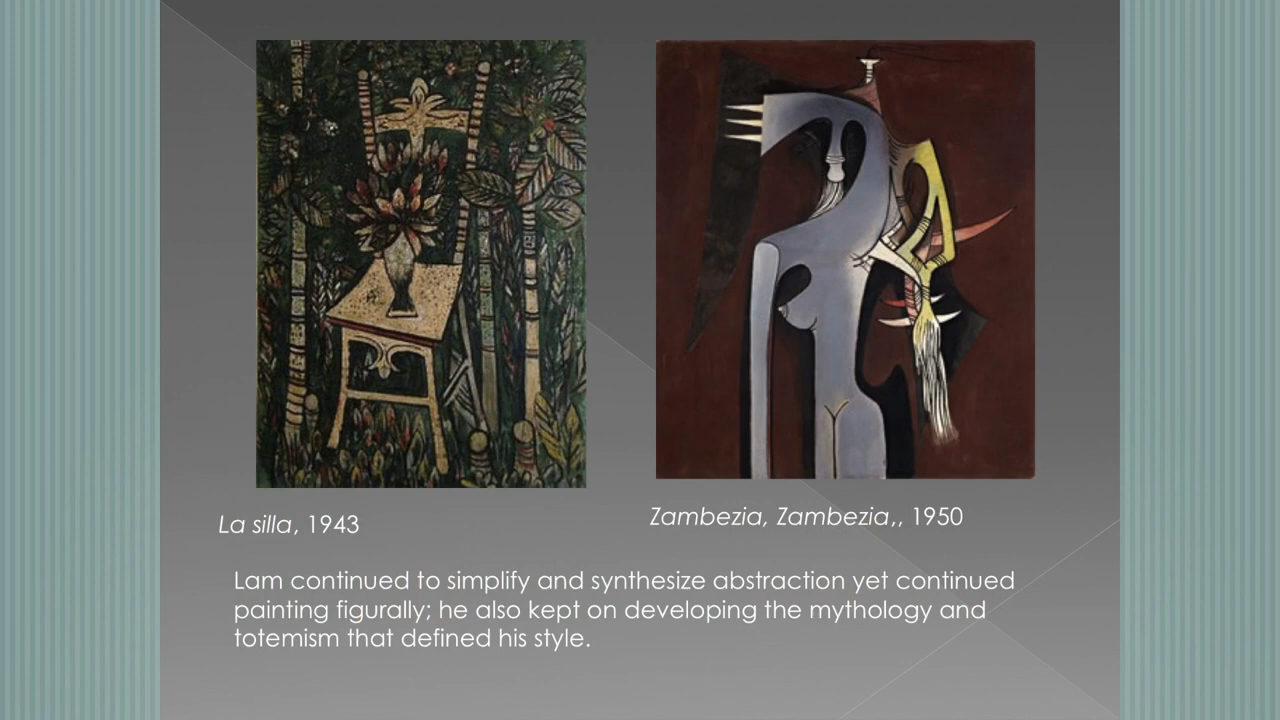 La silla, 1943
Zambezia, Zambezia,, 1950
Lam continued to simplify and synthesize abstraction yet continued
painting figurally; he also kept on developing the mythology and
totemism that defined his style.